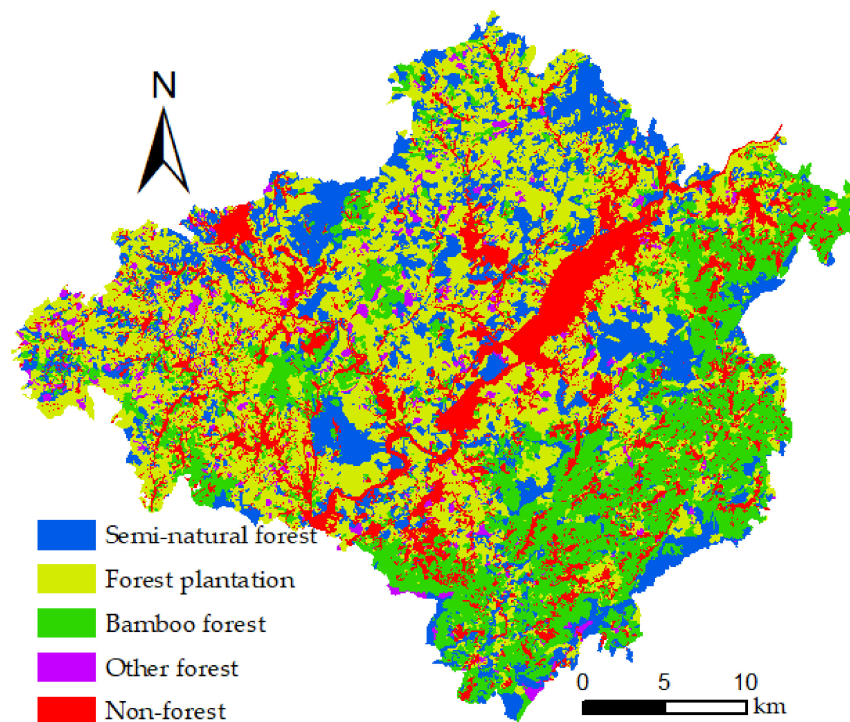 N
Semi-natural forest
Forest plantation
Bamboo forest
Other forest
Non-forest
0 5 10
km